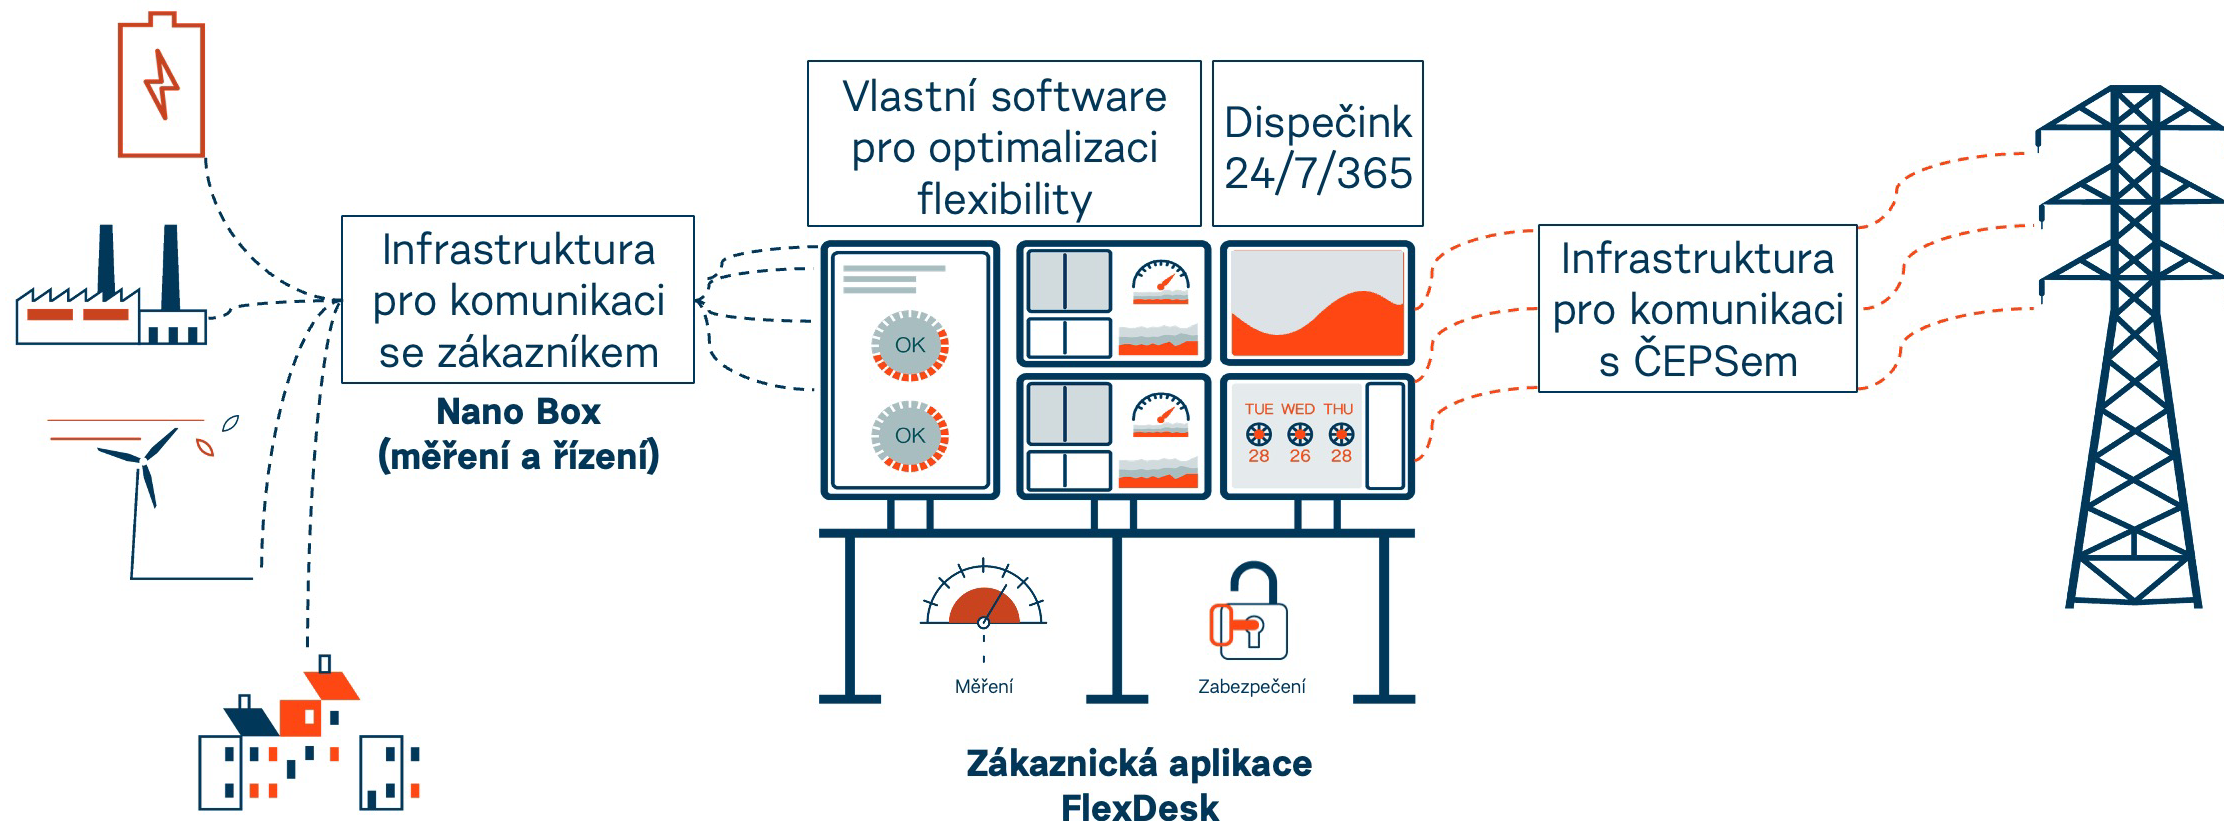 Vlastní software
pro optimalizaci
flexibility
Dispečink
24/7/365
Infrastruktura
pro komunikaci
se zákazníkem
Nano Box
(měření a řízení)
OK
OK
TUE WED THU
28 26 28
Infrastruktura
pro komunikaci
s ČEPSem
Měření
Zabezpečení
Zákaznická aplikace
FlexDesk